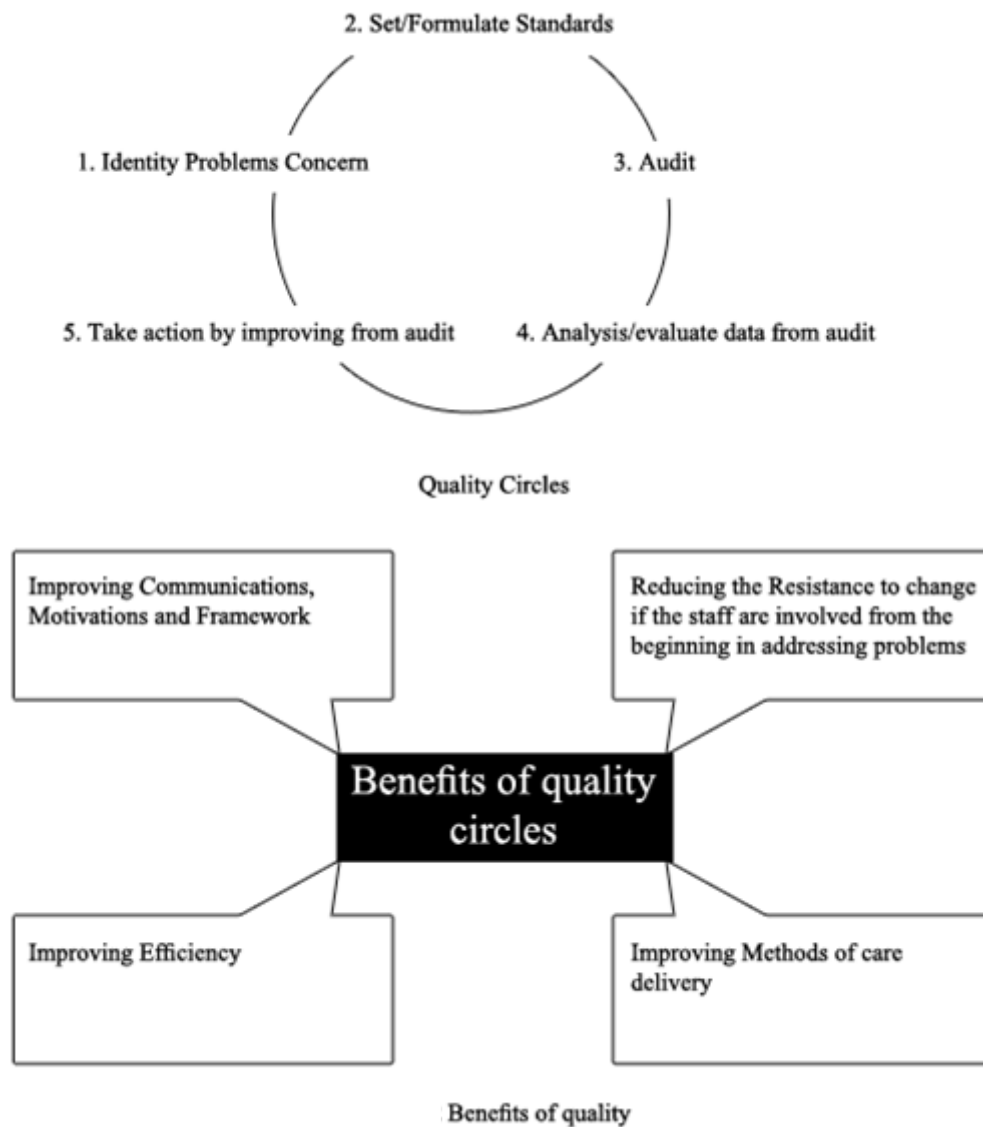 2. Set/Formulate Standards
1. Identity Problems Concern
3. Audit
5. Take action by improving from audit
4. Analysis/evaluate data from audit
Quality Circles
Improving Communications,
Motivations and Framework
Reducing the Resistance to change
if the staff are involved from the
beginning in addressing problems
Benefits of quality
circles
Improving Efficiency
Improving Methods of care
delivery
Benefits of quality